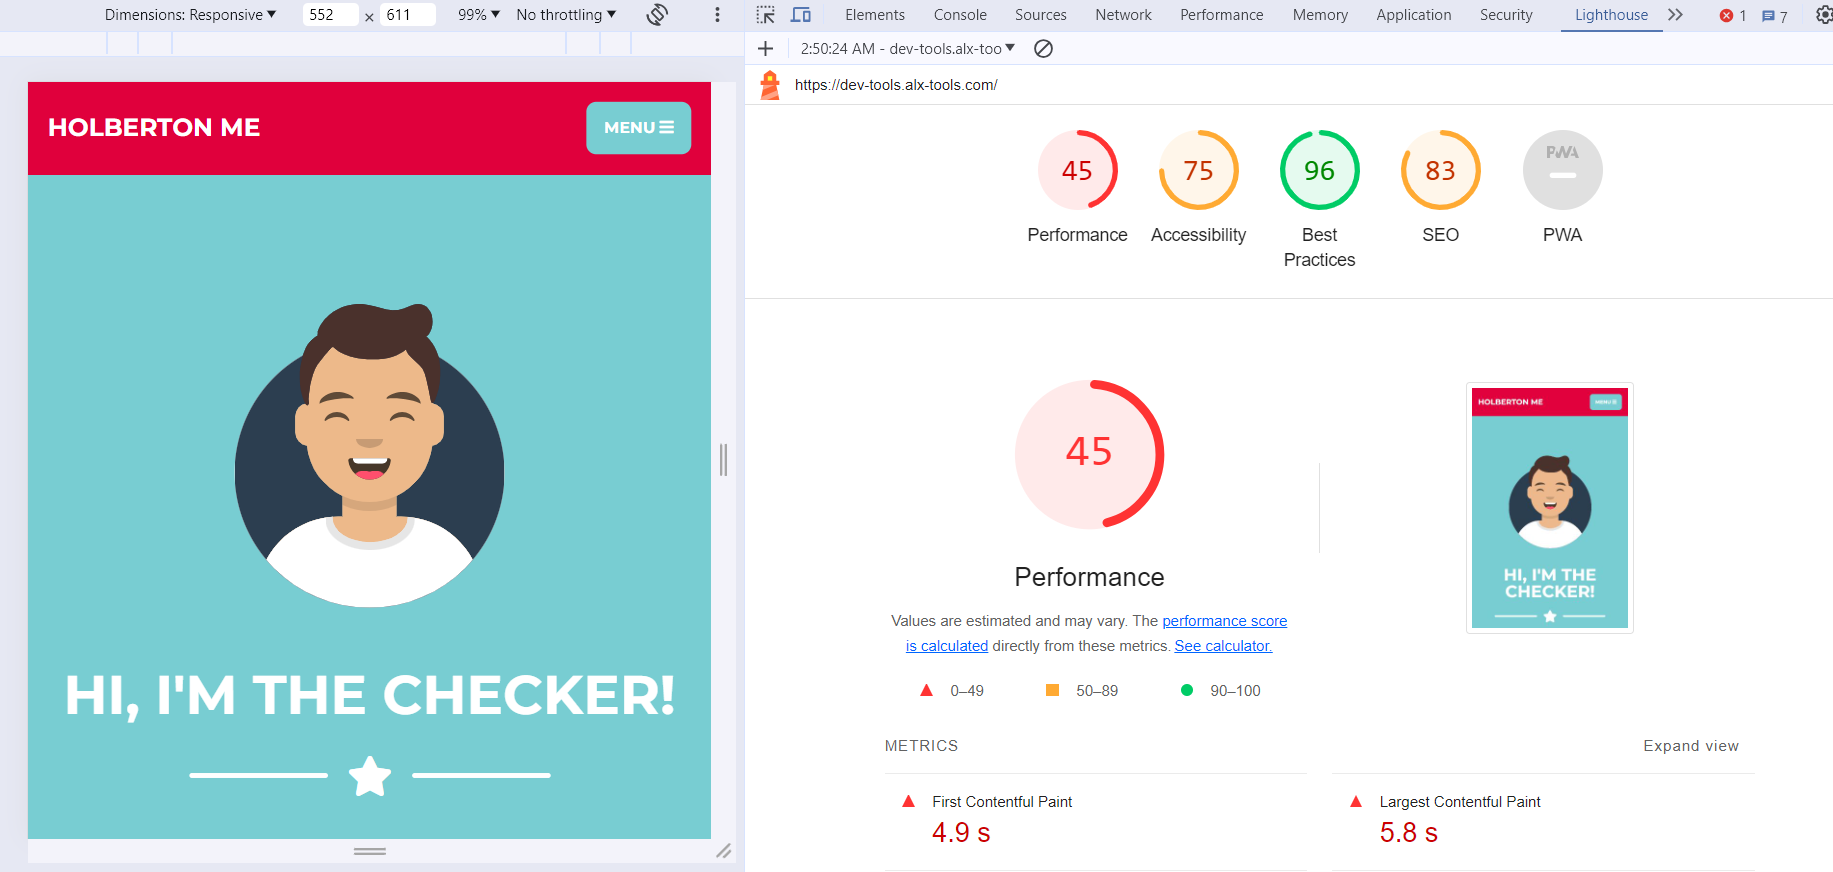 Dimensions: Responsive 552 × 611 99% No throttling
Elements Console Sources Network Performance Memory Application Security Lighthouse 1 7
2:50:24 AM - dev-tools.alx-too
https://dev-tools.alx-tools.com/
HOLBERTON ME
MENU
HI, I'M THE CHECKER!
45 75 96 83 PWA
Performance Accessibility Best SEO PWA
Practices
45
Performance
Values are estimated and may vary. The performance score
is calculated directly from these metrics. See calculator.
0–49 50–89 90–100
HOLBERTON ME
MENU
HI, I'M THE
CHECKER!
METRICS Expand view
First Contentful Paint Largest Contentful Paint
4.9 s 5.8 s